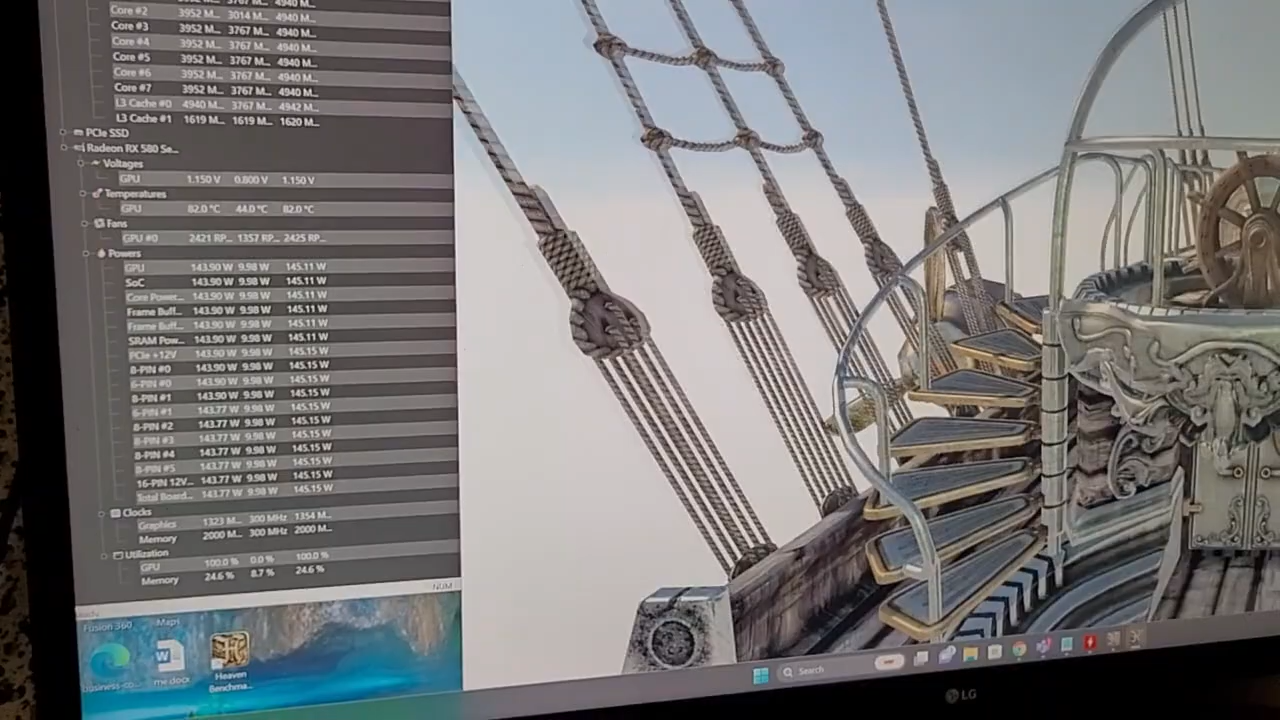 Core #2 3952 M... 3014 M... 4940 M...
Core #3 3952 M... 3767 M... 4940 M...
Core #4 3952 M... 3767 M... 4940 M...
Core #5 3952 M... 3767 M... 4940 M...
Core #6 3952 M... 3767 M... 4940 M...
Core #7 3952 M... 3767 M... 4940 M...
L3 Cache #0 4940 M... 3767 M... 4942 M...
L3 Cache #1 1619 M... 1619 M... 1620 M...
PCIe SSD
Radeon RX 580 Se...
Voltages
GPU 1.150 V 0.800 V 1.150 V
Temperatures
GPU 82.0 °C 44.0 °C 82.0 °C
Fans
GPU #0 2421 RP... 1357 RP... 2425 RP...
Powers
GPU 143.90 W 9.98 W 145.11 W
SoC 143.90 W 9.98 W 145.11 W
Core Power... 143.90 W 9.98 W 145.11 W
Frame Buff... 143.90 W 9.98 W 145.11 W
Frame Buff... 143.90 W 9.98 W 145.11 W
SRAM Pow... 143.90 W 9.98 W 145.11 W
PCIe +12V 143.90 W 9.98 W 145.15 W
8-PIN #0 143.90 W 9.98 W 145.15 W
6-PIN #0 143.90 W 9.98 W 145.15 W
8-PIN #1 143.90 W 9.98 W 145.15 W
6-PIN #1 143.77 W 9.98 W 145.15 W
8-PIN #2 143.77 W 9.98 W 145.15 W
8-PIN #3 143.77 W 9.98 W 145.15 W
8-PIN #4 143.77 W 9.98 W 145.15 W
8-PIN #5 143.77 W 9.98 W 145.15 W
16-PIN 12V... 143.77 W 9.98 W 145.15 W
Total Board... 143.77 W 9.98 W 145.15 W
Clocks
Graphics 1323 M... 300 MHz 1354 M...
Memory 2000 M... 300 MHz 2000 M...
Utilization
GPU 100.0 % 0.0 % 100.0 %
Memory 24.6 % 8.7 % 24.6 %
Ready
NUM
Fusion 360 Maps
business-co... me.docx Heaven
Benchma...
Search
LG